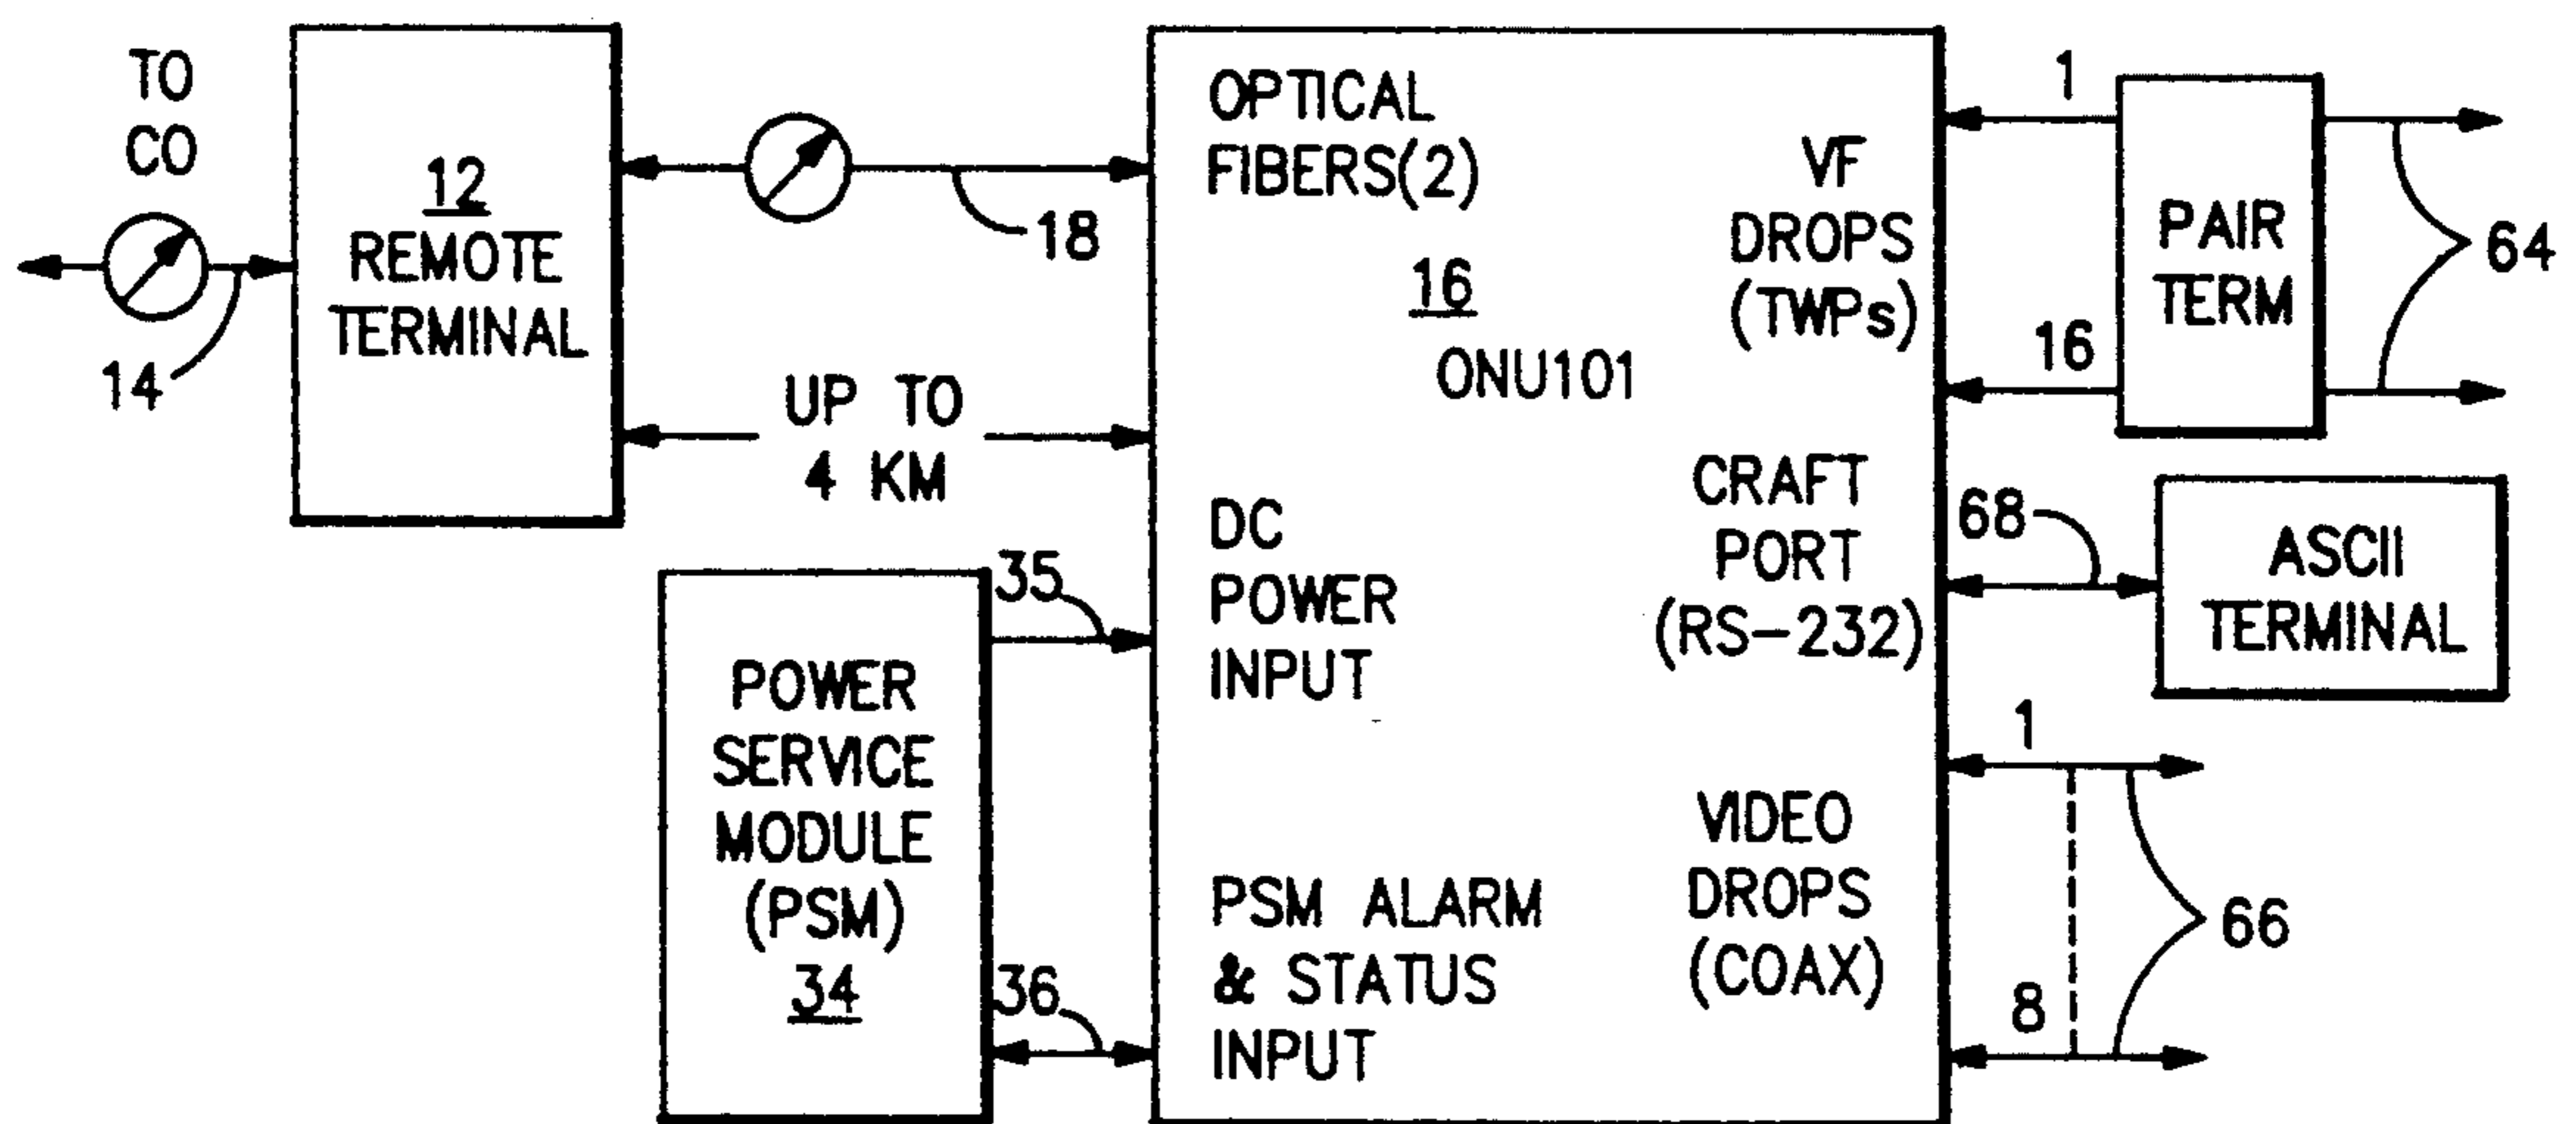 TO
CO
14
12
REMOTE
TERMINAL
18
UP TO
4 KM
POWER
SERVICE
MODULE
(PSM)
34
35
36
OPTICAL
FIBERS(2)
16
ONU101
DC
POWER
INPUT
PSM ALARM
& STATUS
INPUT
VF
DROPS
(TWPs)
CRAFT
PORT
(RS-232)
VIDEO
DROPS
(COAX)
1
16
PAIR
TERM
64
68
ASCII
TERMINAL
1
8
66